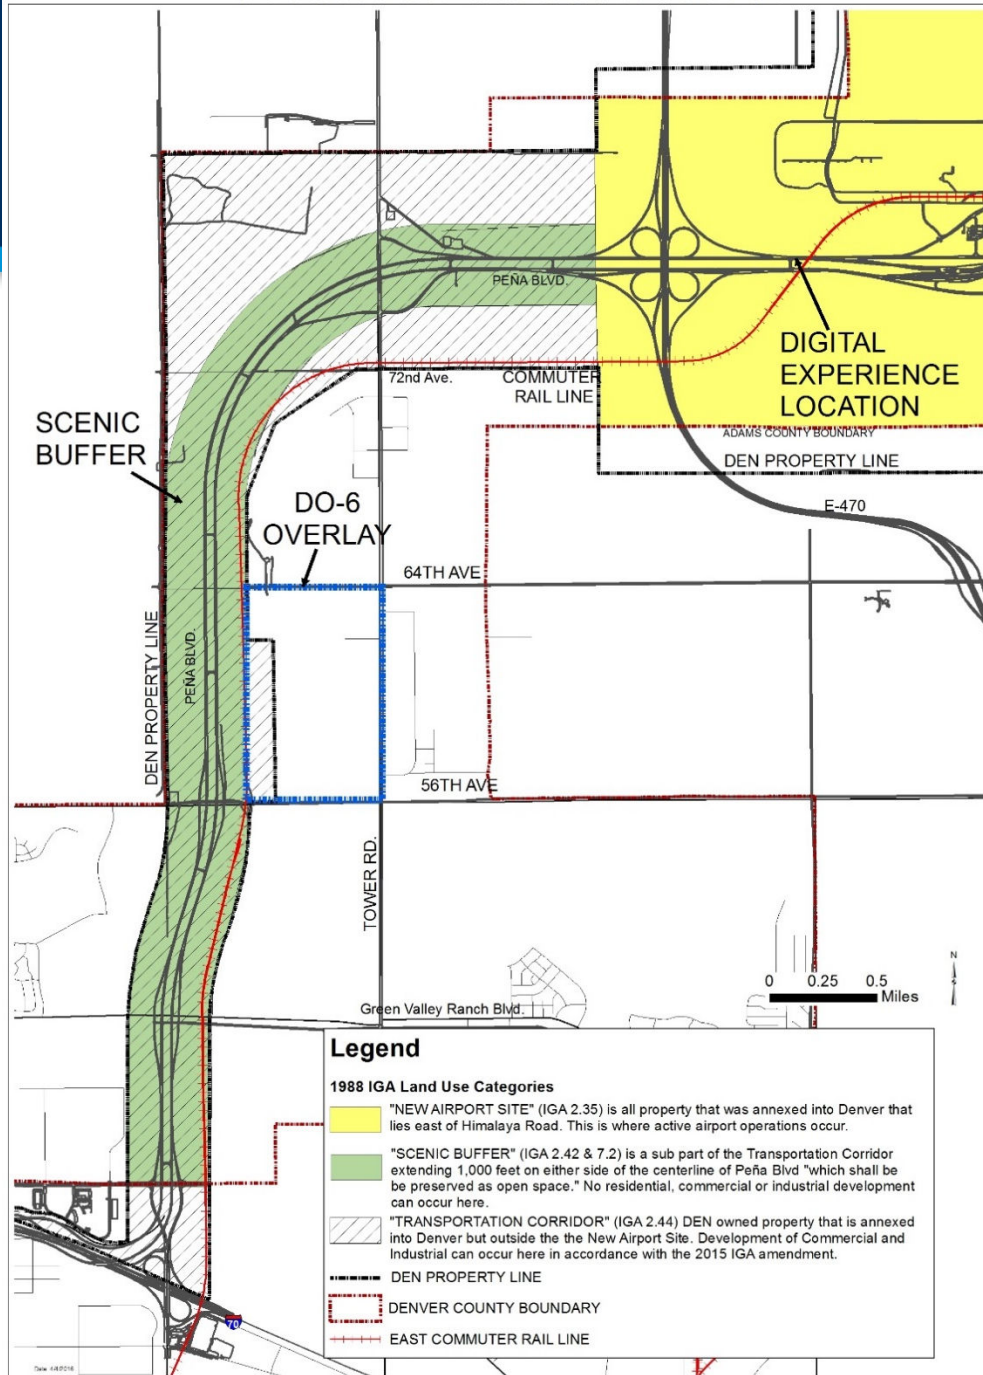 PEÑA BLVD.
DIGITAL
EXPERIENCE
LOCATION
72nd Ave.
COMMUTER
RAIL LINE
SCENIC
BUFFER
ADAMS COUNTY BOUNDARY
DEN PROPERTY LINE
E-470
DO-6
OVERLAY
64TH AVE
DEN PROPERTY LINE
PEÑA BLVD.
56TH AVE
TOWER RD.
N
S
0 0.25 0.5
Miles
Green Valley Ranch Blvd.
Legend
1988 IGA Land Use Categories
"NEW AIRPORT SITE" (IGA 2.35) is all property that was annexed into Denver that
lies east of Himalaya Road. This is where active airport operations occur.
"SCENIC BUFFER" (IGA 2.42 & 7.2) is a sub part of the Transportation Corridor
extending 1,000 feet on either side of the centerline of Peña Blvd "which shall be
be preserved as open space." No residential, commercial or industrial development
can occur here.
"TRANSPORTATION CORRIDOR" (IGA 2.44) DEN owned property that is annexed
into Denver but outside the the New Airport Site. Development of Commercial and
Industrial can occur here in accordance with the 2015 IGA amendment.
DEN PROPERTY LINE
DENVER COUNTY BOUNDARY
EAST COMMUTER RAIL LINE
70
Date: 4/8/2016